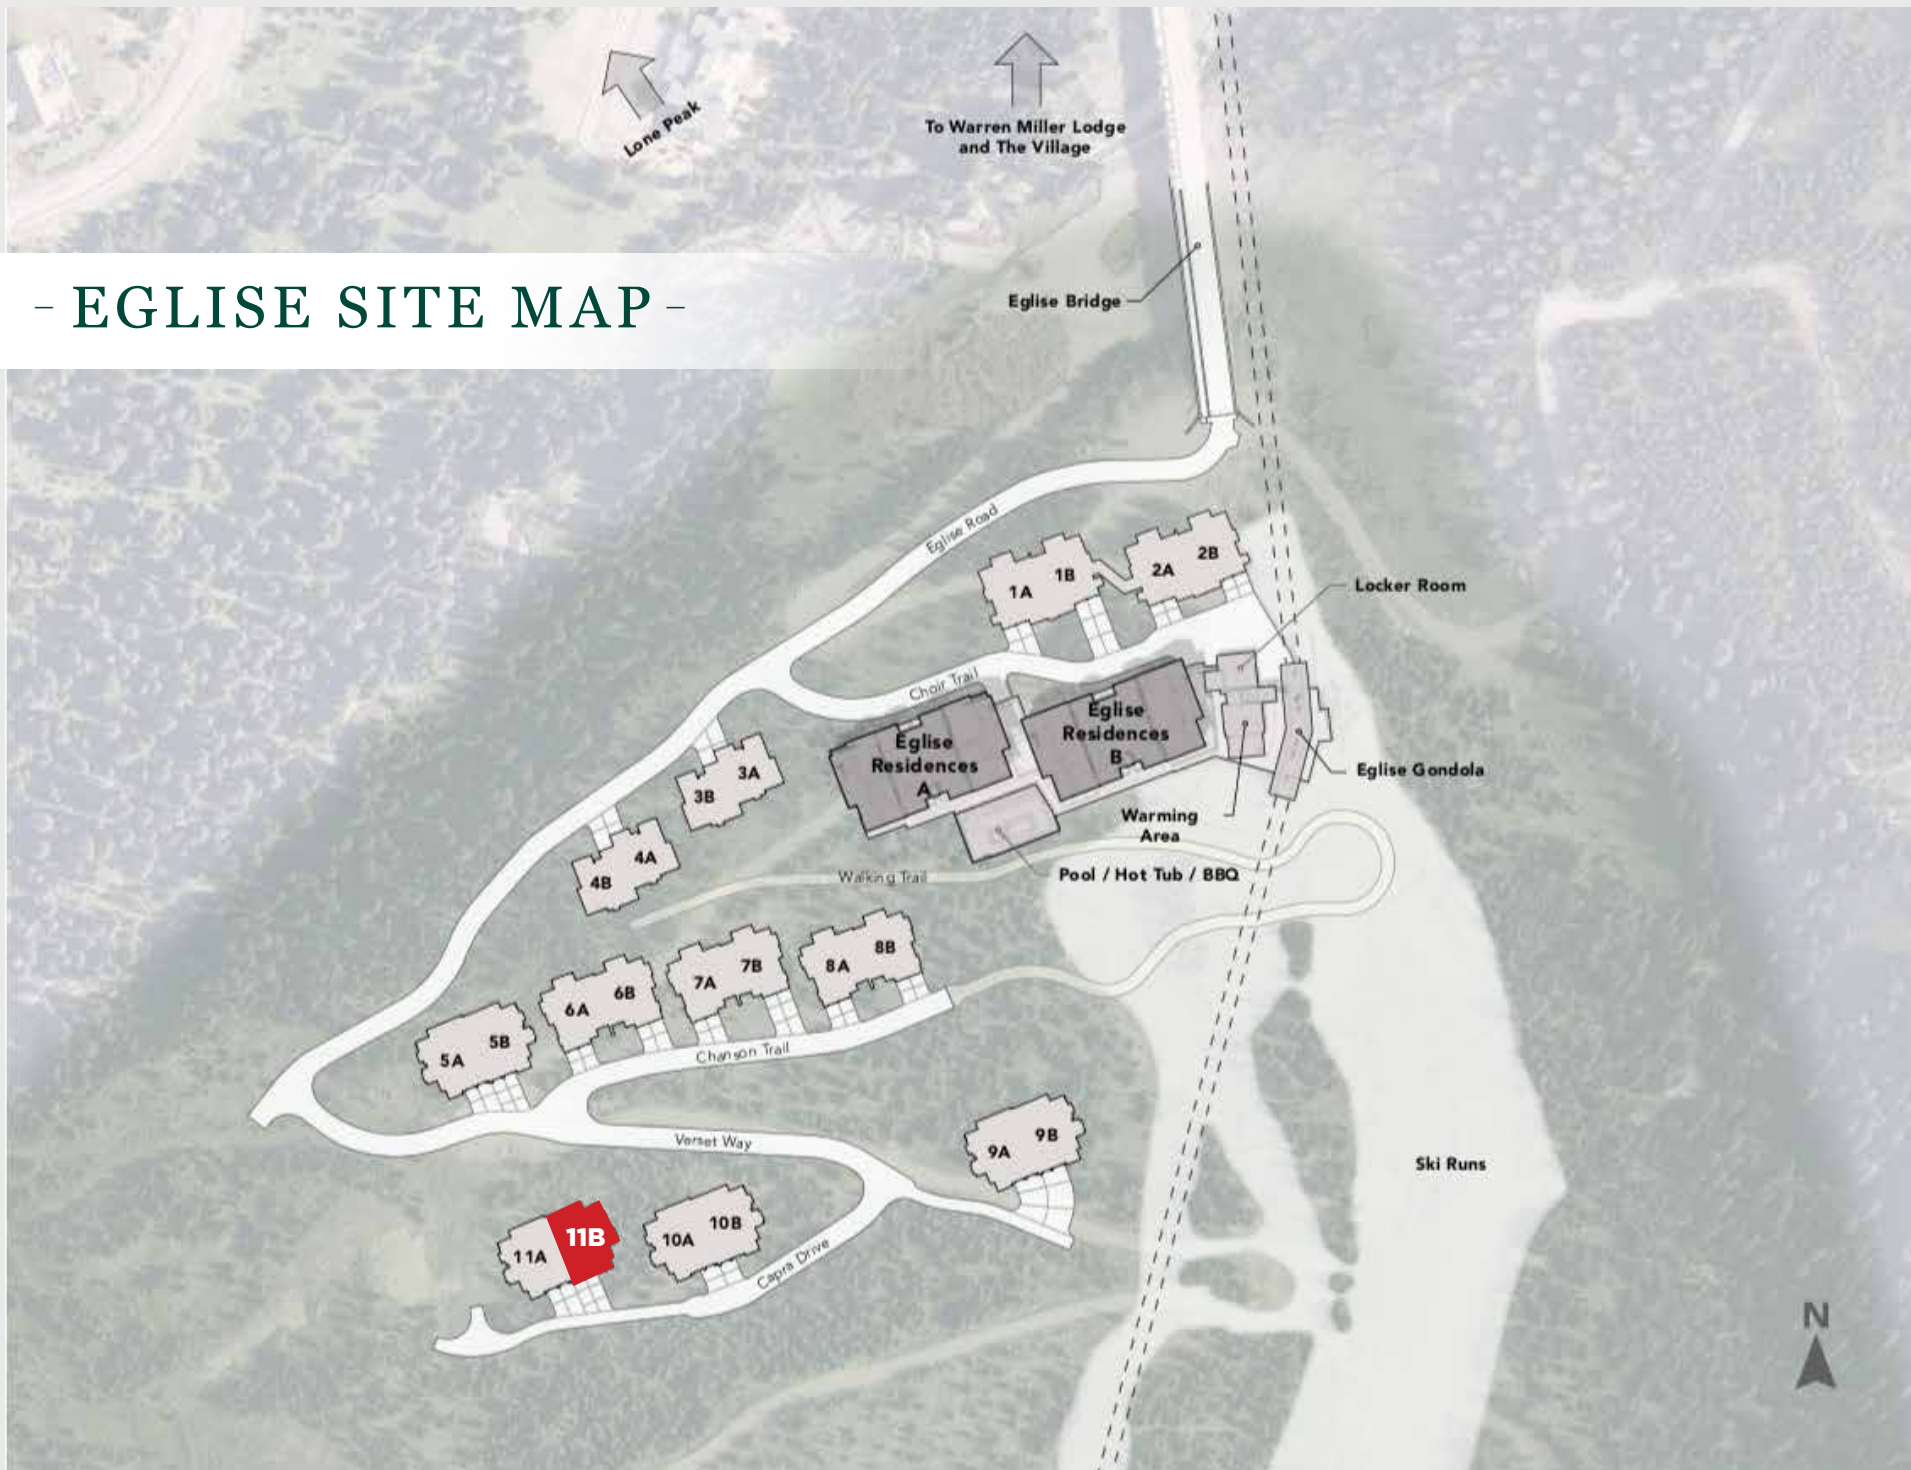 Lone Peak
To Warren Miller Lodge
and The Village
- EGLISE SITE MAP -
Eglise Bridge
Eglise Road
1A
1B
2A
2B
Locker Room
Choir Trail
Eglise
Residences
A
Eglise
Residences
B
3A
3B
Eglise Gondola
Warming
Area
4A
4B
Walking Trail
Pool / Hot Tub / BBQ
5A
5B
6A
6B
7A
7B
8A
8B
Chanson Trail
Verset Way
9A
9B
Ski Runs
10A
10B
11A
11B
Capra Drive
N